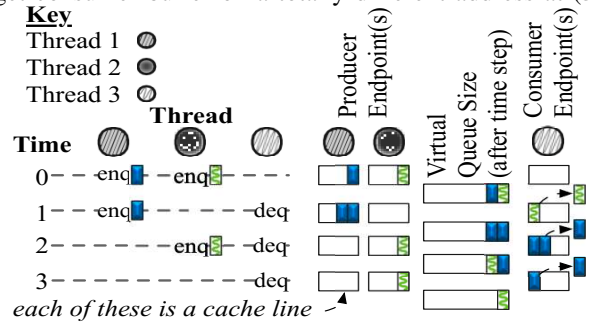 Key
Thread 1
Thread 2
Thread 3
Thread
Time
Producer
Endpoint(s)
Virtual
Queue Size
(after time step)
Consumer
Endpoint(s)
0 enq enq
1 enq deq
2 enq deq
3 deq
each of these is a cache line